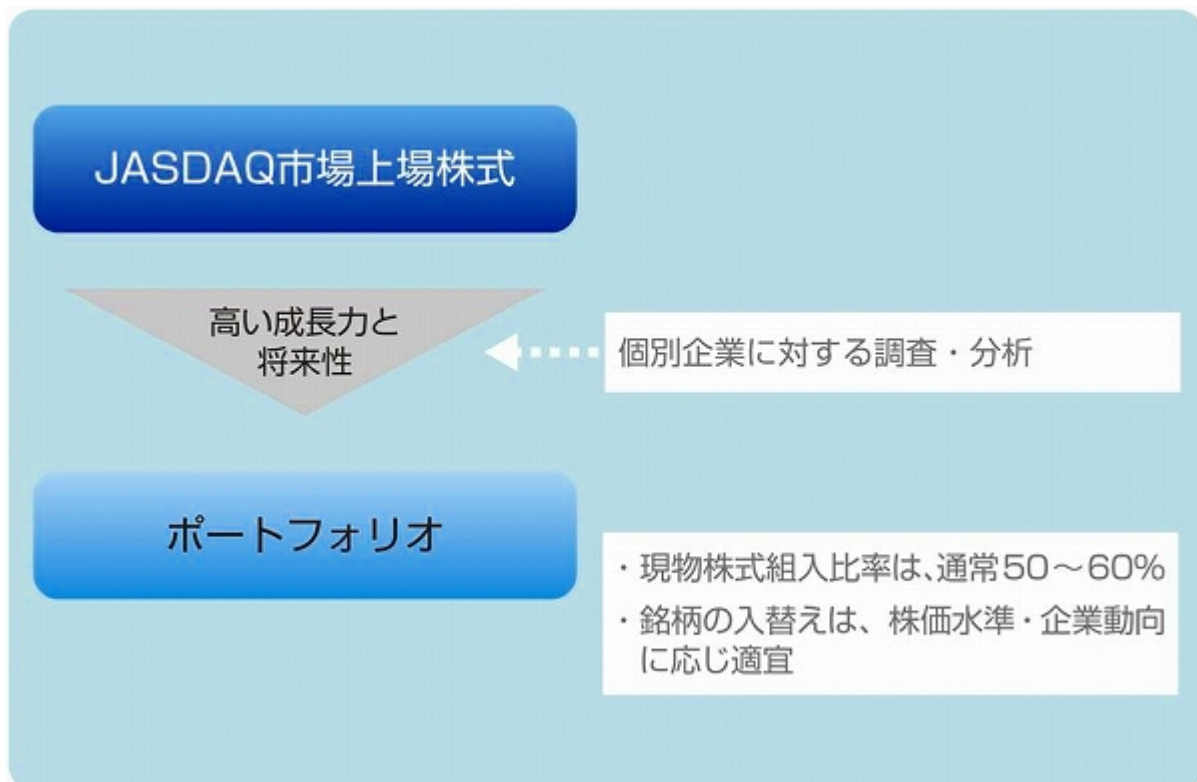 JASDAQ市場上場株式
高い成長力と
将来性
個別企業に対する調査・分析
ポートフォリオ
・現物株式組入比率は、通常50～60%
・銘柄の入替えは、株価水準・企業動向
に応じ適宜